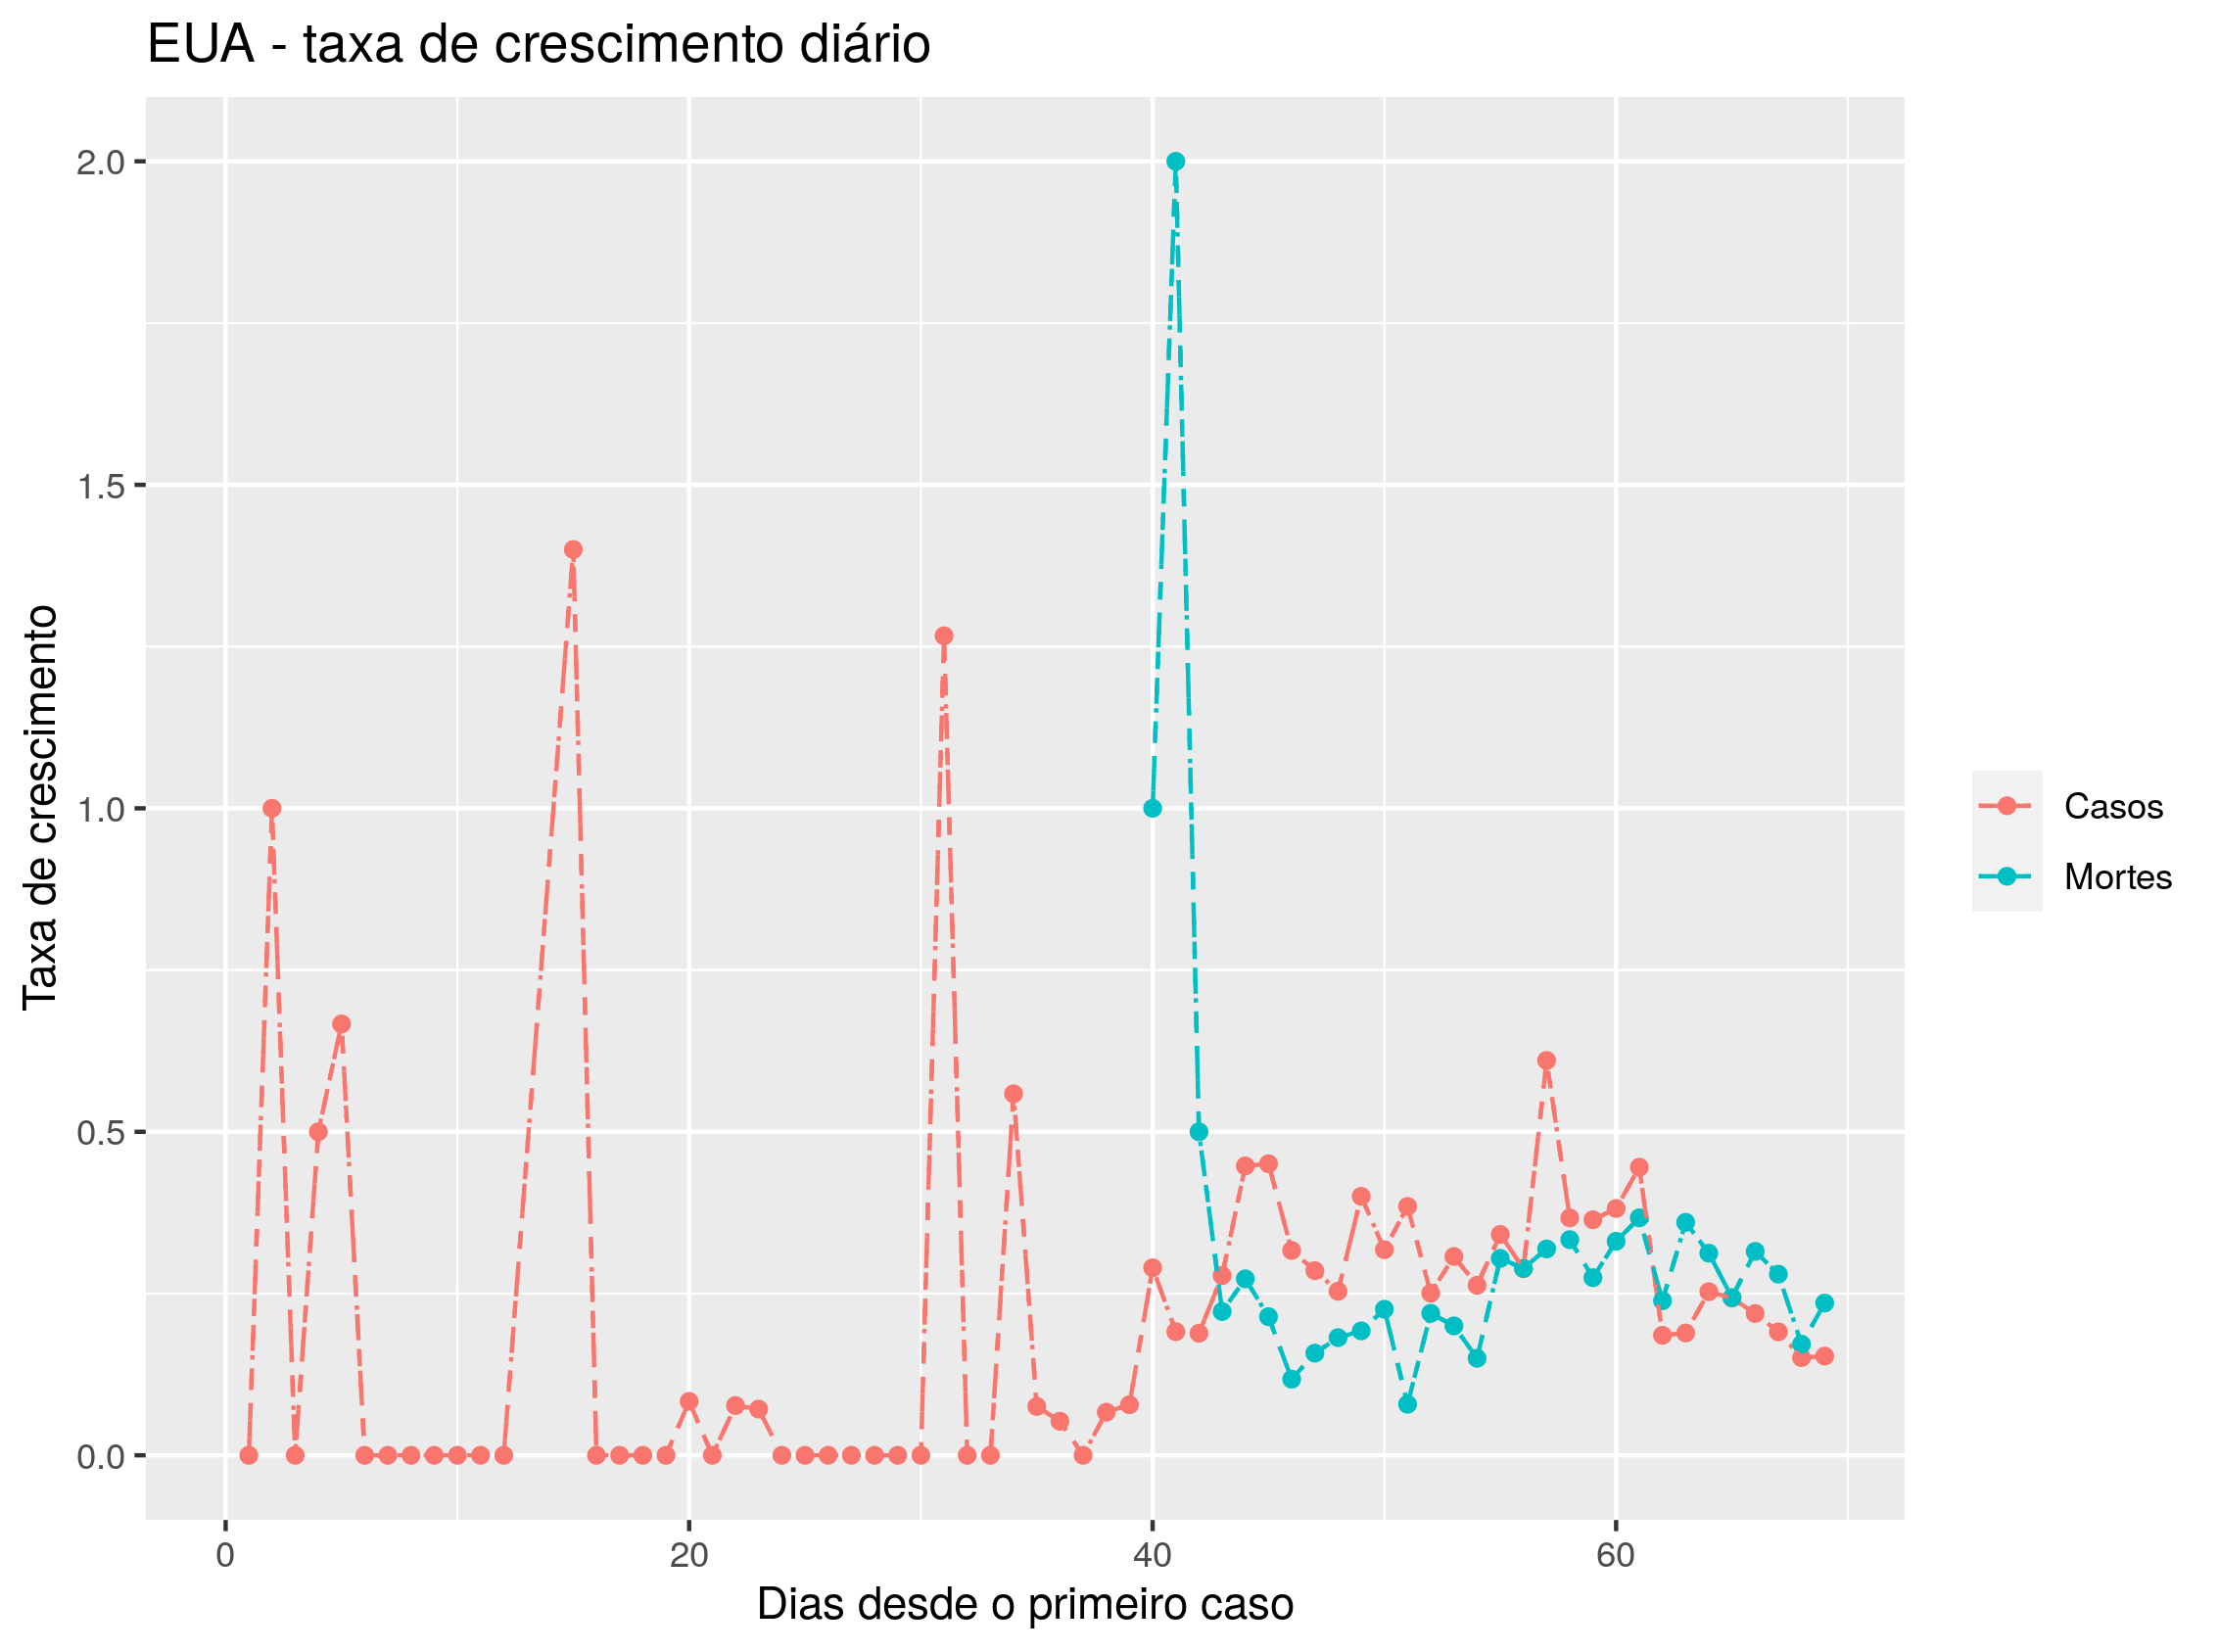 EUA - taxa de crescimento diário
Taxa de crescimento
2.0
1.5
1.0
0.5
0.0
0
20
40
60
Dias desde o primeiro caso
Casos
Mortes